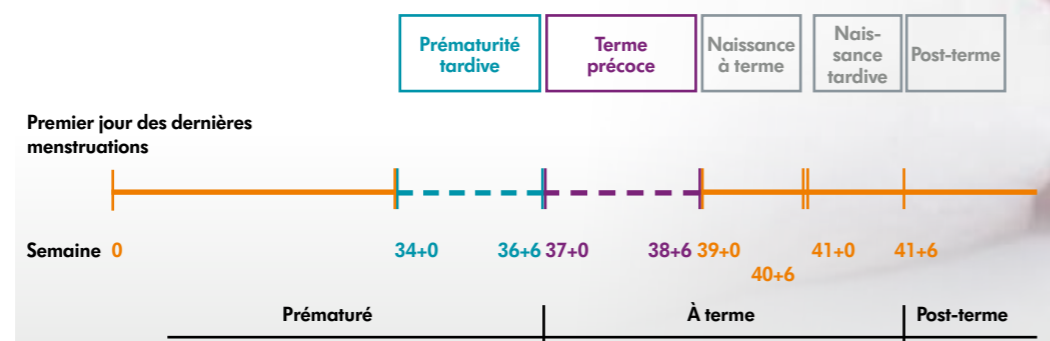 Prématurité
tardive
Terme
précoce
Naissance
à terme
Nais-
sance
tardive
Post-terme
Premier jour des dernières
menstruations
Semaine 0 34+0 36+6 37+0 38+6 39+0 41+0 41+6
40+6
Prématuré À terme Post-terme